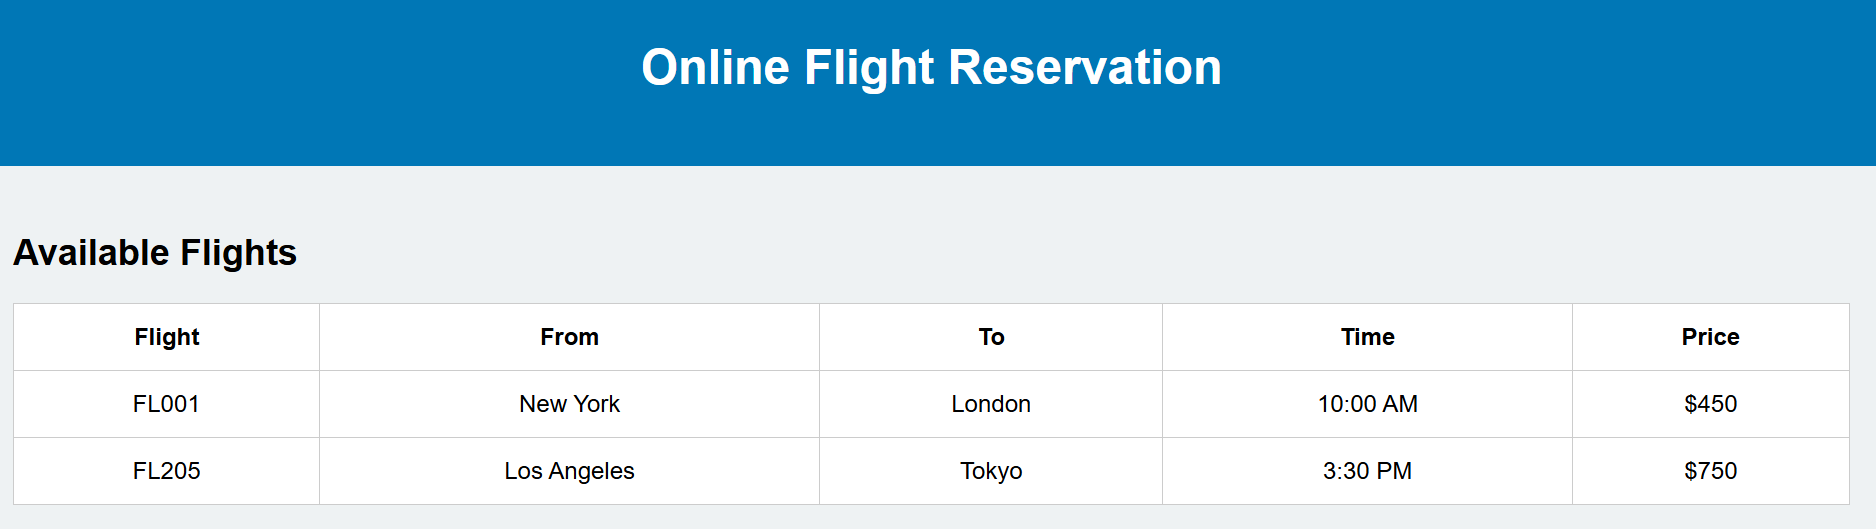 Online Flight Reservation
Available Flights
Flight From To Time Price
FL001 New York London 10:00 AM $450
FL205 Los Angeles Tokyo 3:30 PM $750